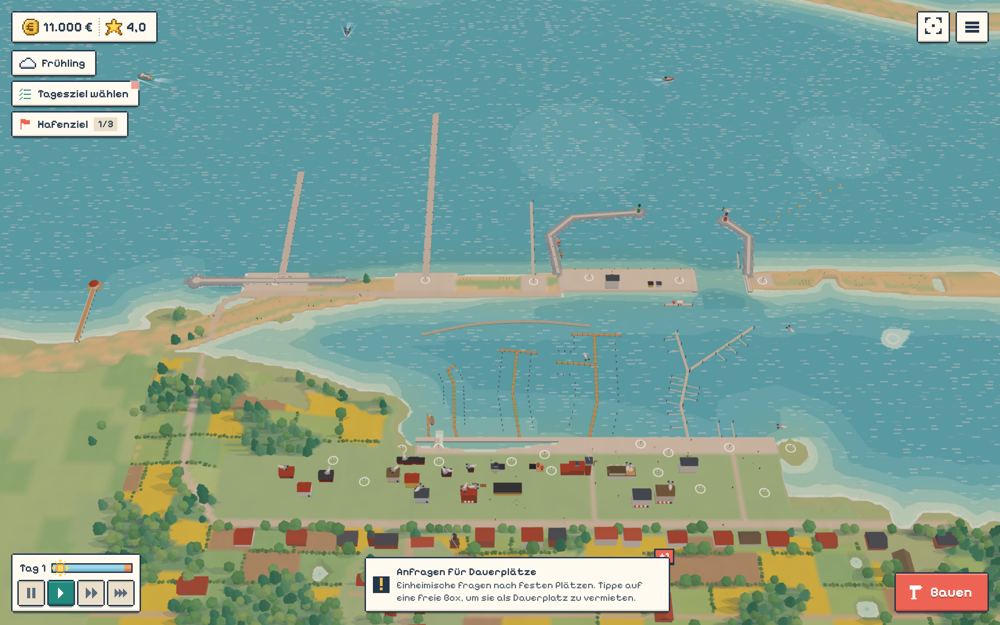 11.000 € 4,0
Frühling
Tagesziel wählen
Hafenziel 1/3
Tag 1
Anfragen für Dauerplätze
Einheimische fragen nach festen Plätzen. Tippe auf
eine freie Box, um sie als Dauerplatz zu vermieten.
Bauen